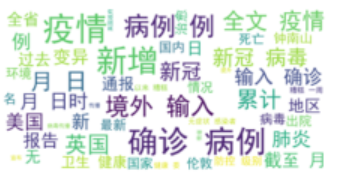 全省 疫情 病例 例 全文 疫情
例 死亡 钟南山
过去 变异 新增 国内 日 新冠 病毒
环境 月 日 通报 新冠 输入 确诊
名 月 日时 境外 输入 情况 累计 地区
美国 新 最新 病毒 出院
报告 英国 确诊 病例 肺炎
无 卫生 健康 国家 伦敦 截至 月